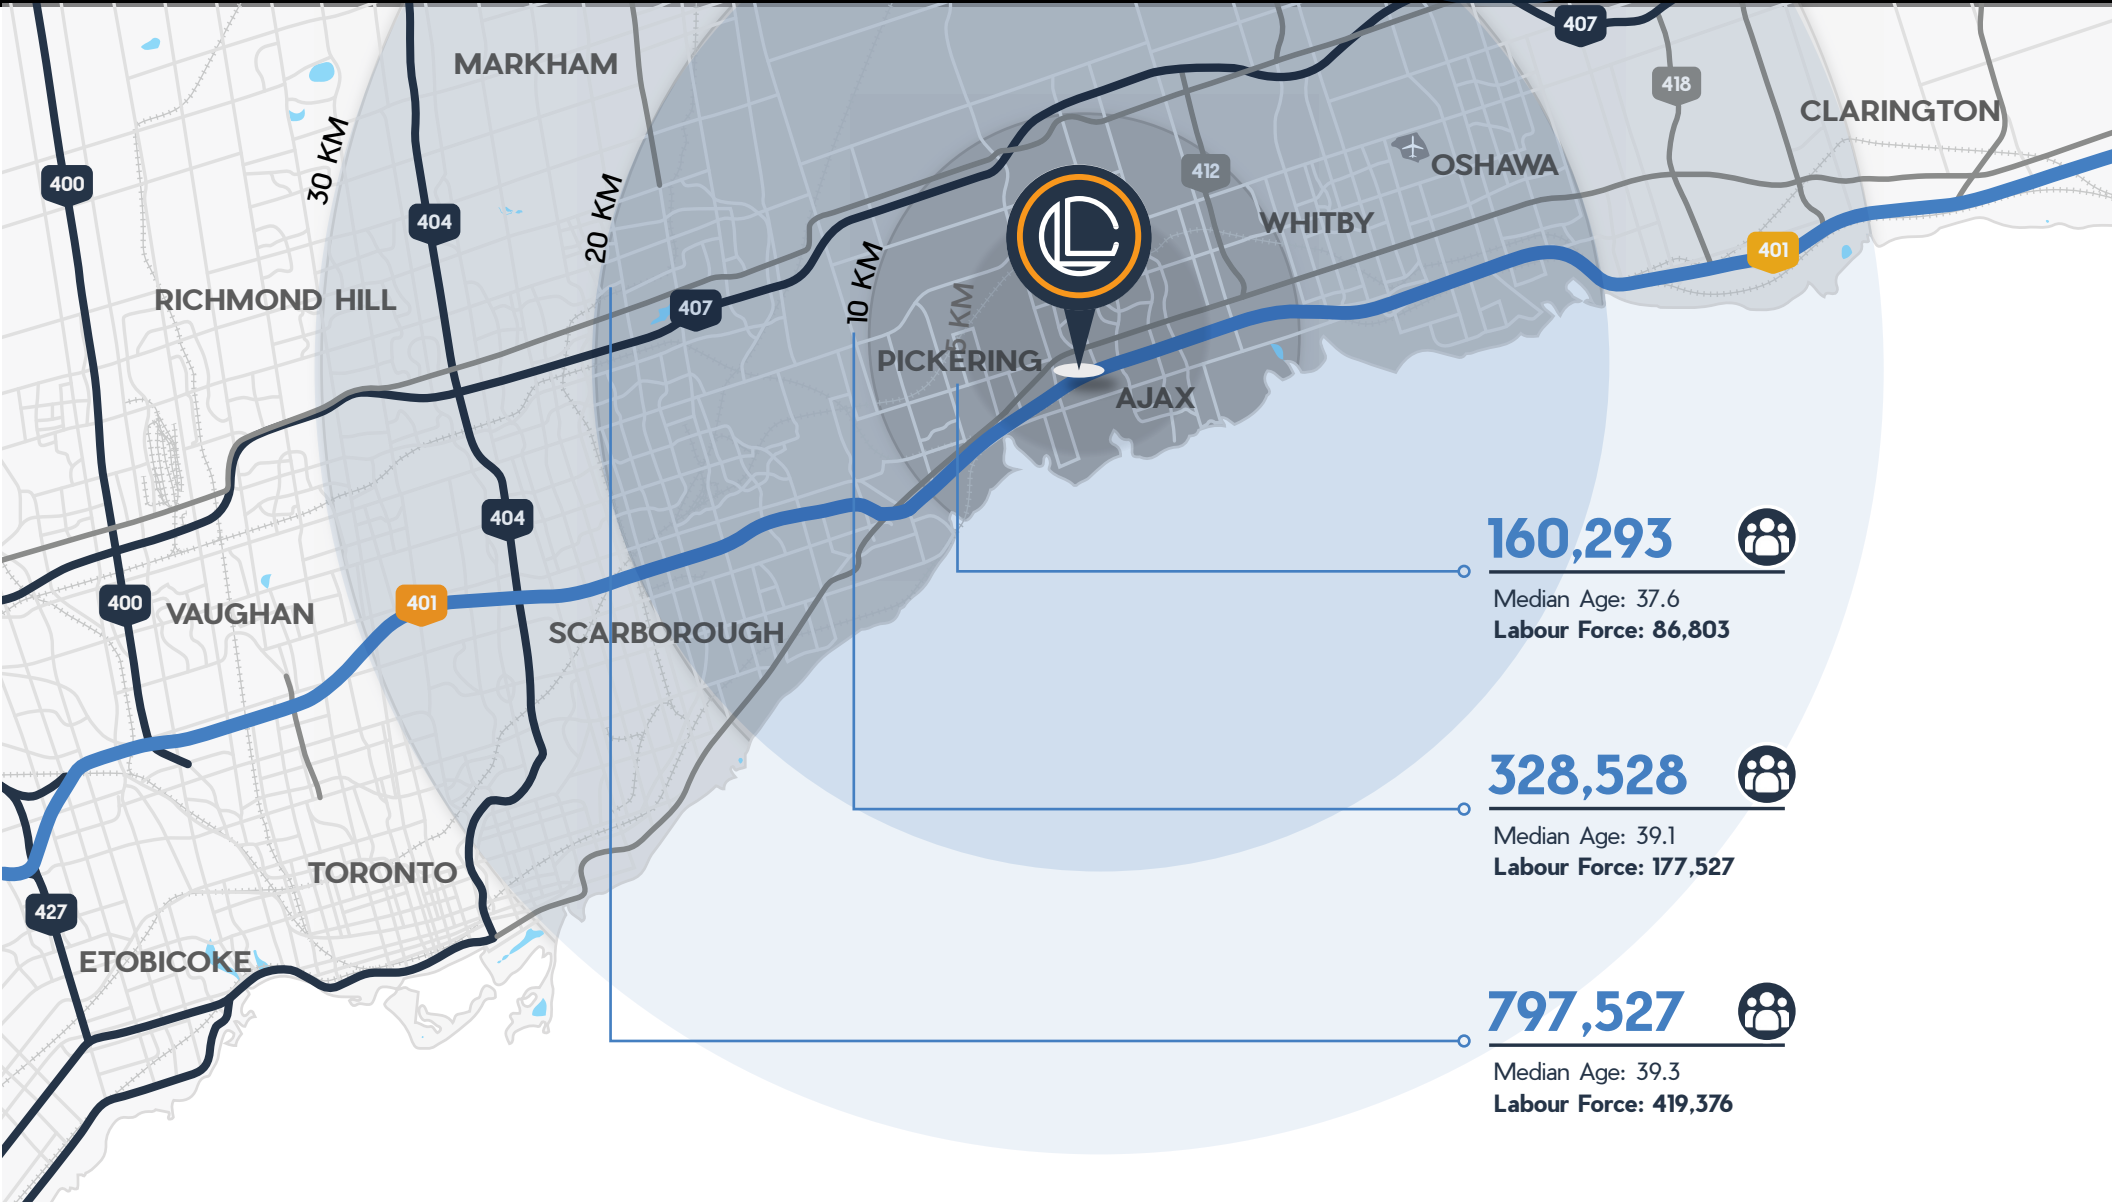 407
MARKHAM
418
CLARINGTON
30 KM
400
404
20 KM
412
OSHAWA
WHITBY
401
10 KM
5 KM
RICHMOND HILL
407
PICKERING
AJAX
404
160,293
Median Age: 37.6
Labour Force: 86,803
400
VAUGHAN
401
SCARBOROUGH
328,528
Median Age: 39.1
Labour Force: 177,527
TORONTO
427
ETOBICOKE
797,527
Median Age: 39.3
Labour Force: 419,376